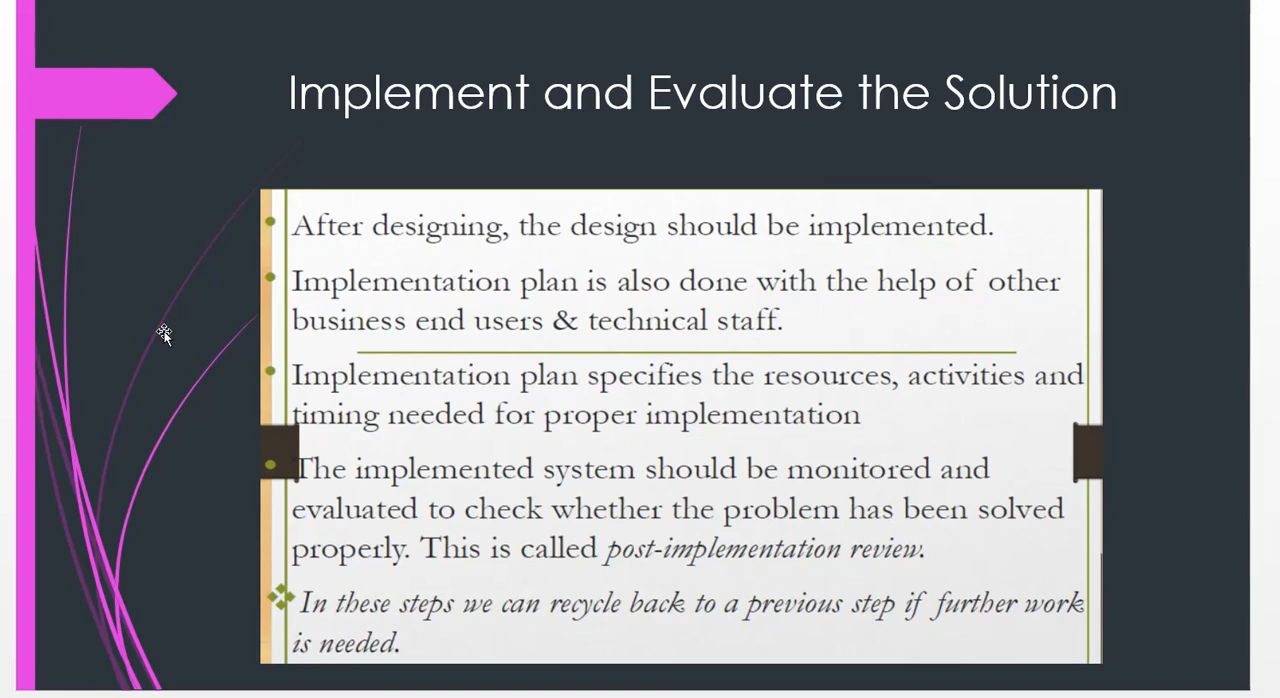 Implement and Evaluate the Solution
• After designing, the design should be implemented.
• Implementation plan is also done with the help of other
business end users & technical staff.
• Implementation plan specifies the resources, activities and
timing needed for proper implementation
• The implemented system should be monitored and
evaluated to check whether the problem has been solved
properly. This is called post-implementation review.
❖ In these steps we can recycle back to a previous step if further work
is needed.